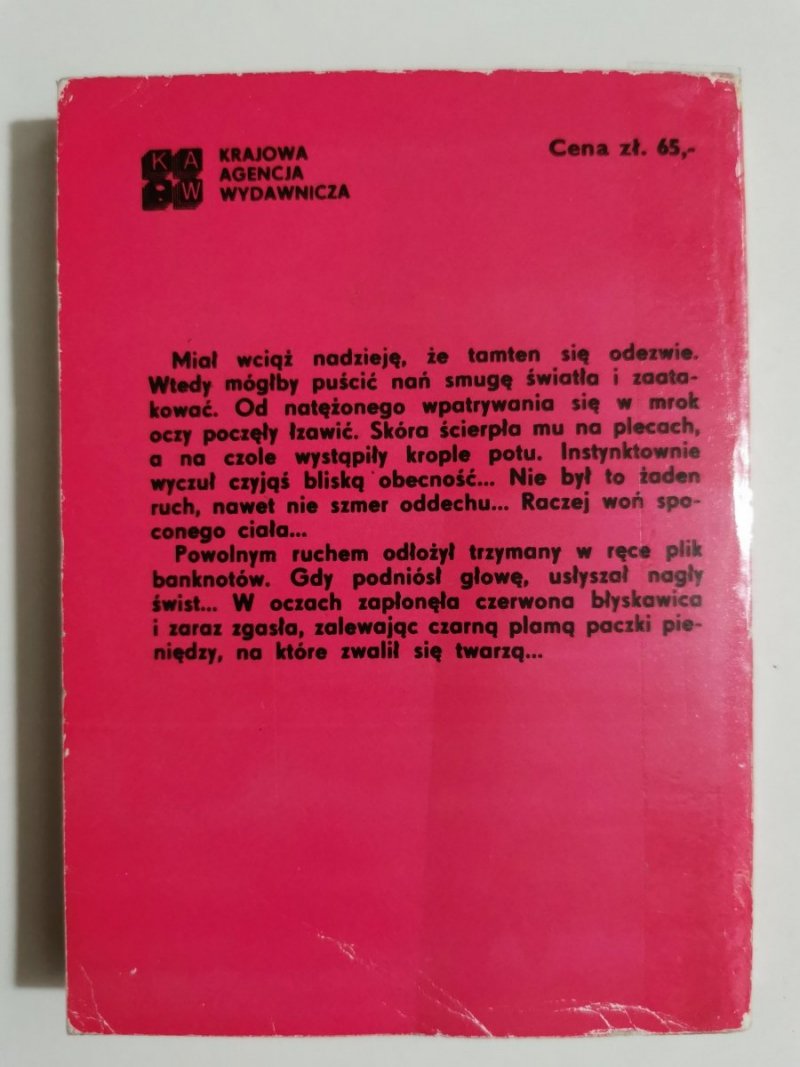 K A W
KRAJOWA
AGENCJA
WYDAWNICZA
Cena zł. 65,-
Miał wciąż nadzieję, że tamten się odezwie.
Wtedy mógłby puścić nań smugę światła i zaata-
kować. Od natężonego wpatrywania się w mrok
oczy poczęły łzawić. Skóra ścierpła mu na plecach,
a na czole wystąpiły krople potu. Instynktownie
wyczuł czyjąś bliską obecność... Nie był to żaden
ruch, nawet nie szmer oddechu... Raczej woń spo-
conego ciała...
Powolnym ruchem odłożył trzymany w ręce plik
banknotów. Gdy podniósł głowę, usłyszał nagły
świst... W oczach zapłonęła czerwona błyskawica
i zaraz zgasła, zalewając czarną plamą paczki pie-
niędzy, na które zwalił się twarzą...